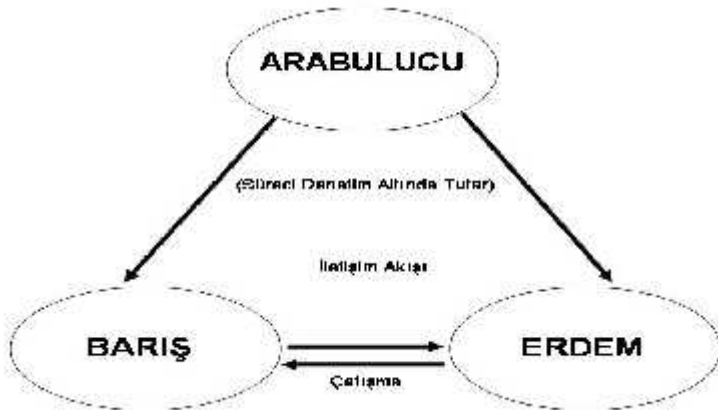 ARABULUCU
(Süreci Denetim Altında Tutar)
İletişim Akışı
BARIŞ
ERDEM
Çatışma